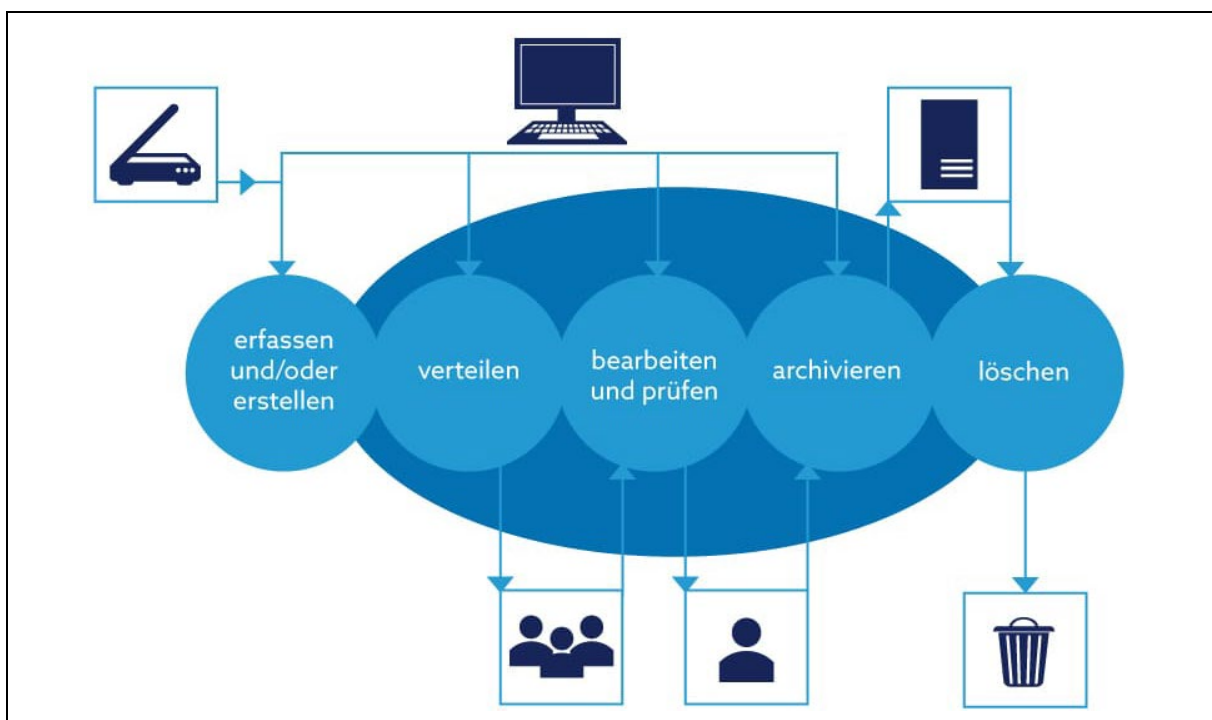 erfassen
und/oder
erstellen
verteilen
bearbeiten
und prüfen
archivieren
löschen